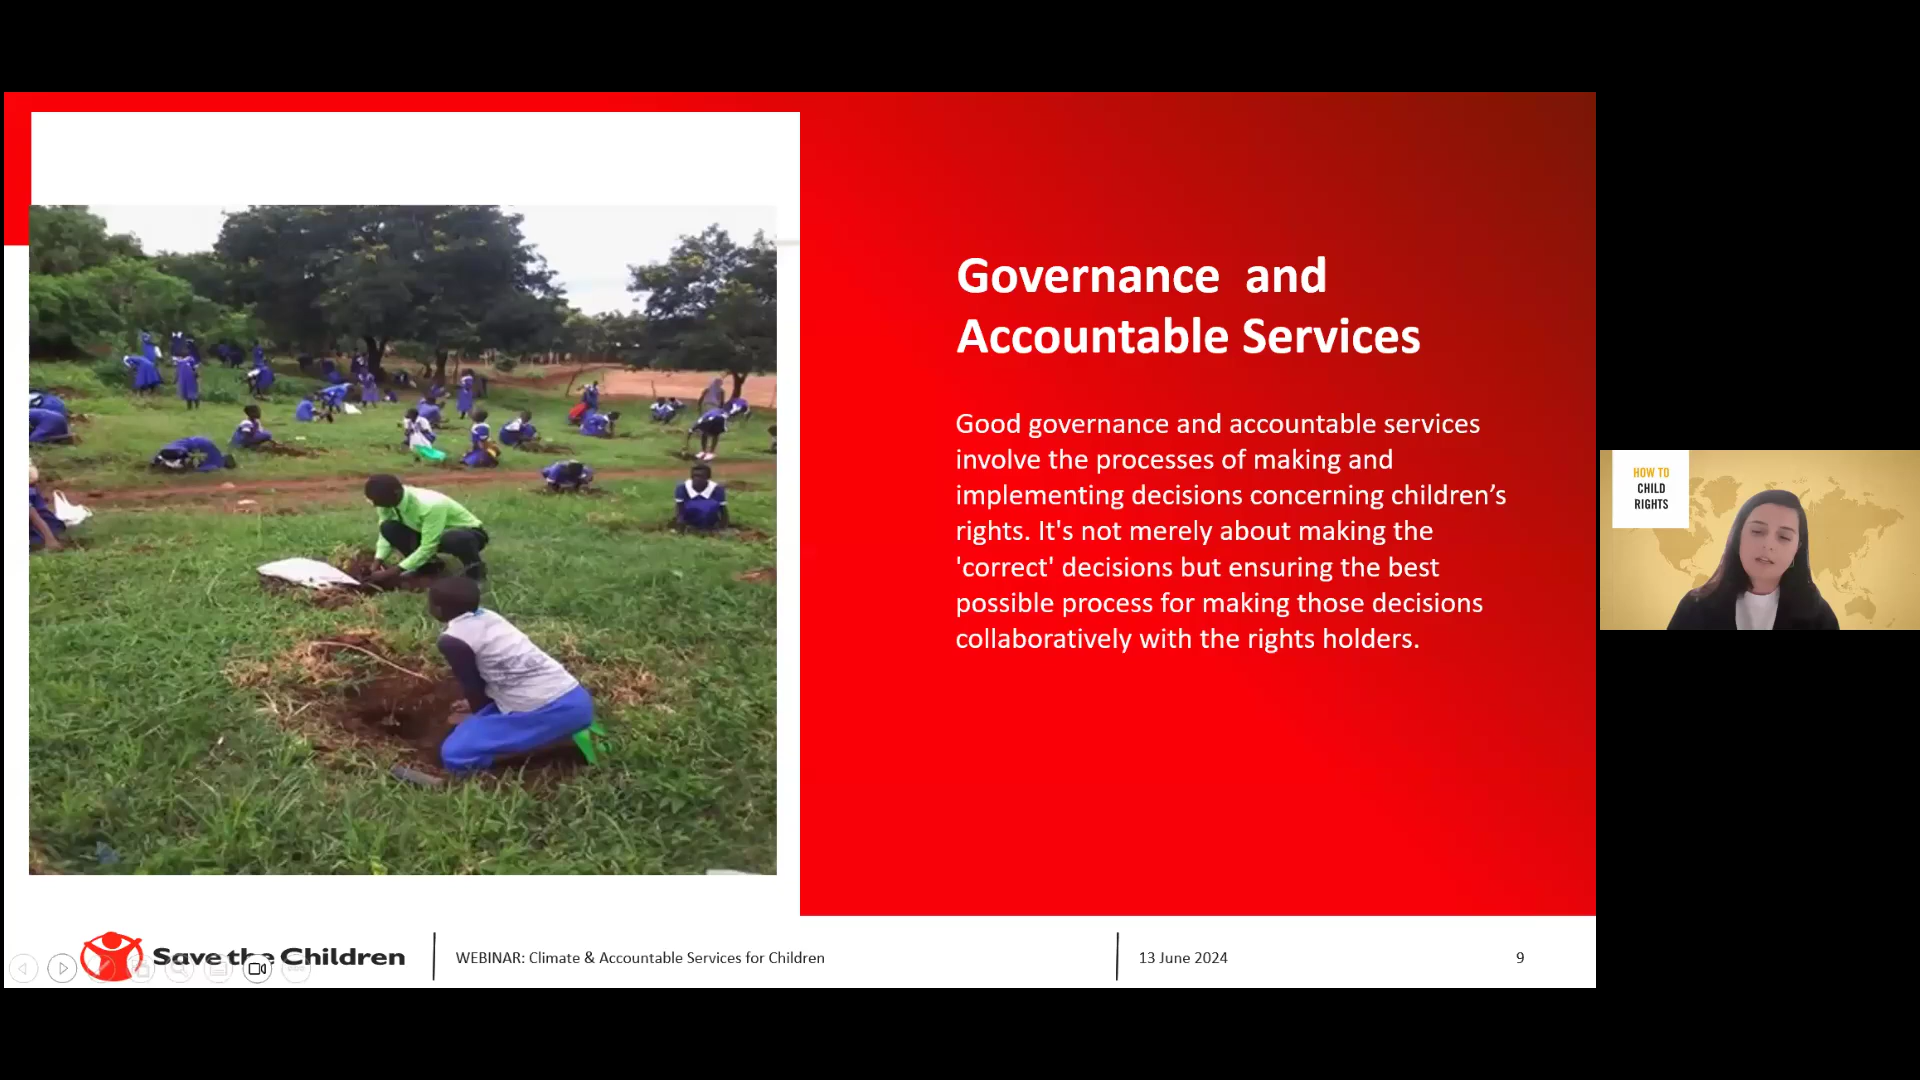 Governance  and
Accountable Services
Good governance and accountable services
involve the processes of making and
implementing decisions concerning children’s
rights. It's not merely about making the
'correct' decisions but ensuring the best
possible process for making those decisions
collaboratively with the rights holders.
HOW TO
CHILD
RIGHTS
Save the Children
WEBINAR: Climate & Accountable Services for Children
13 June 2024
9